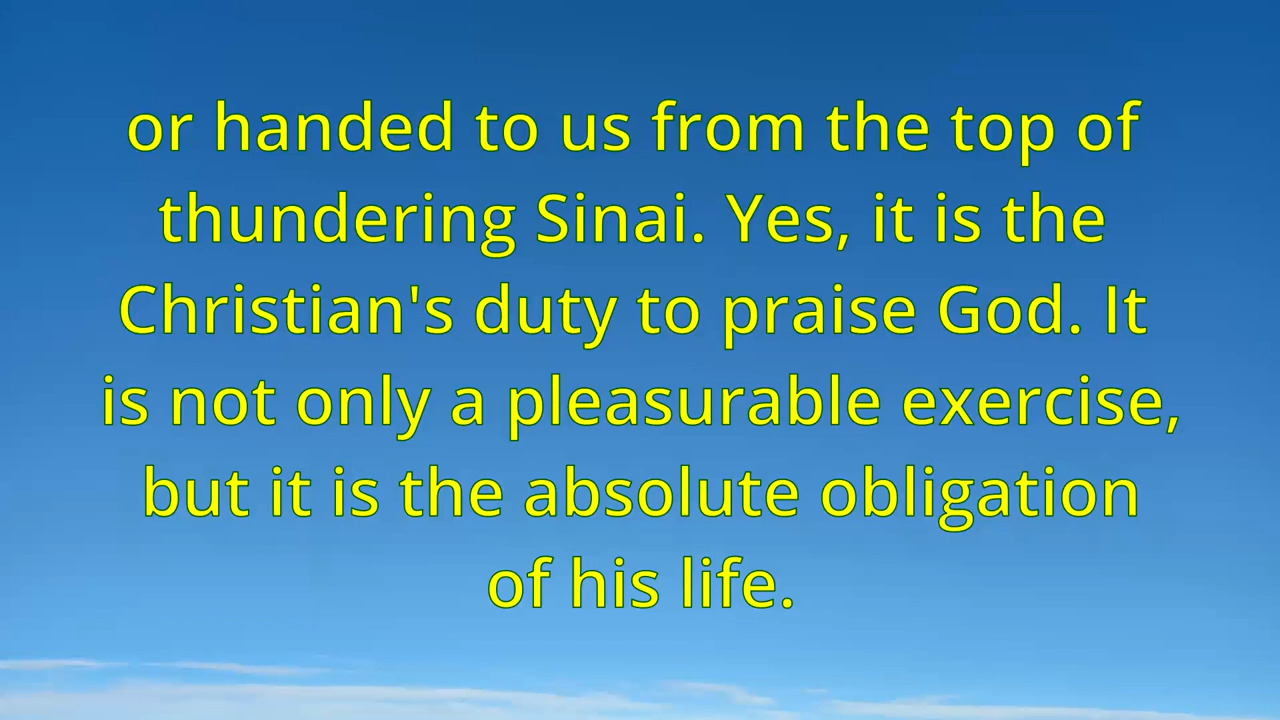 or handed to us from the top of
thundering Sinai. Yes, it is the
Christian's duty to praise God. It
is not only a pleasurable exercise,
but it is the absolute obligation
of his life.